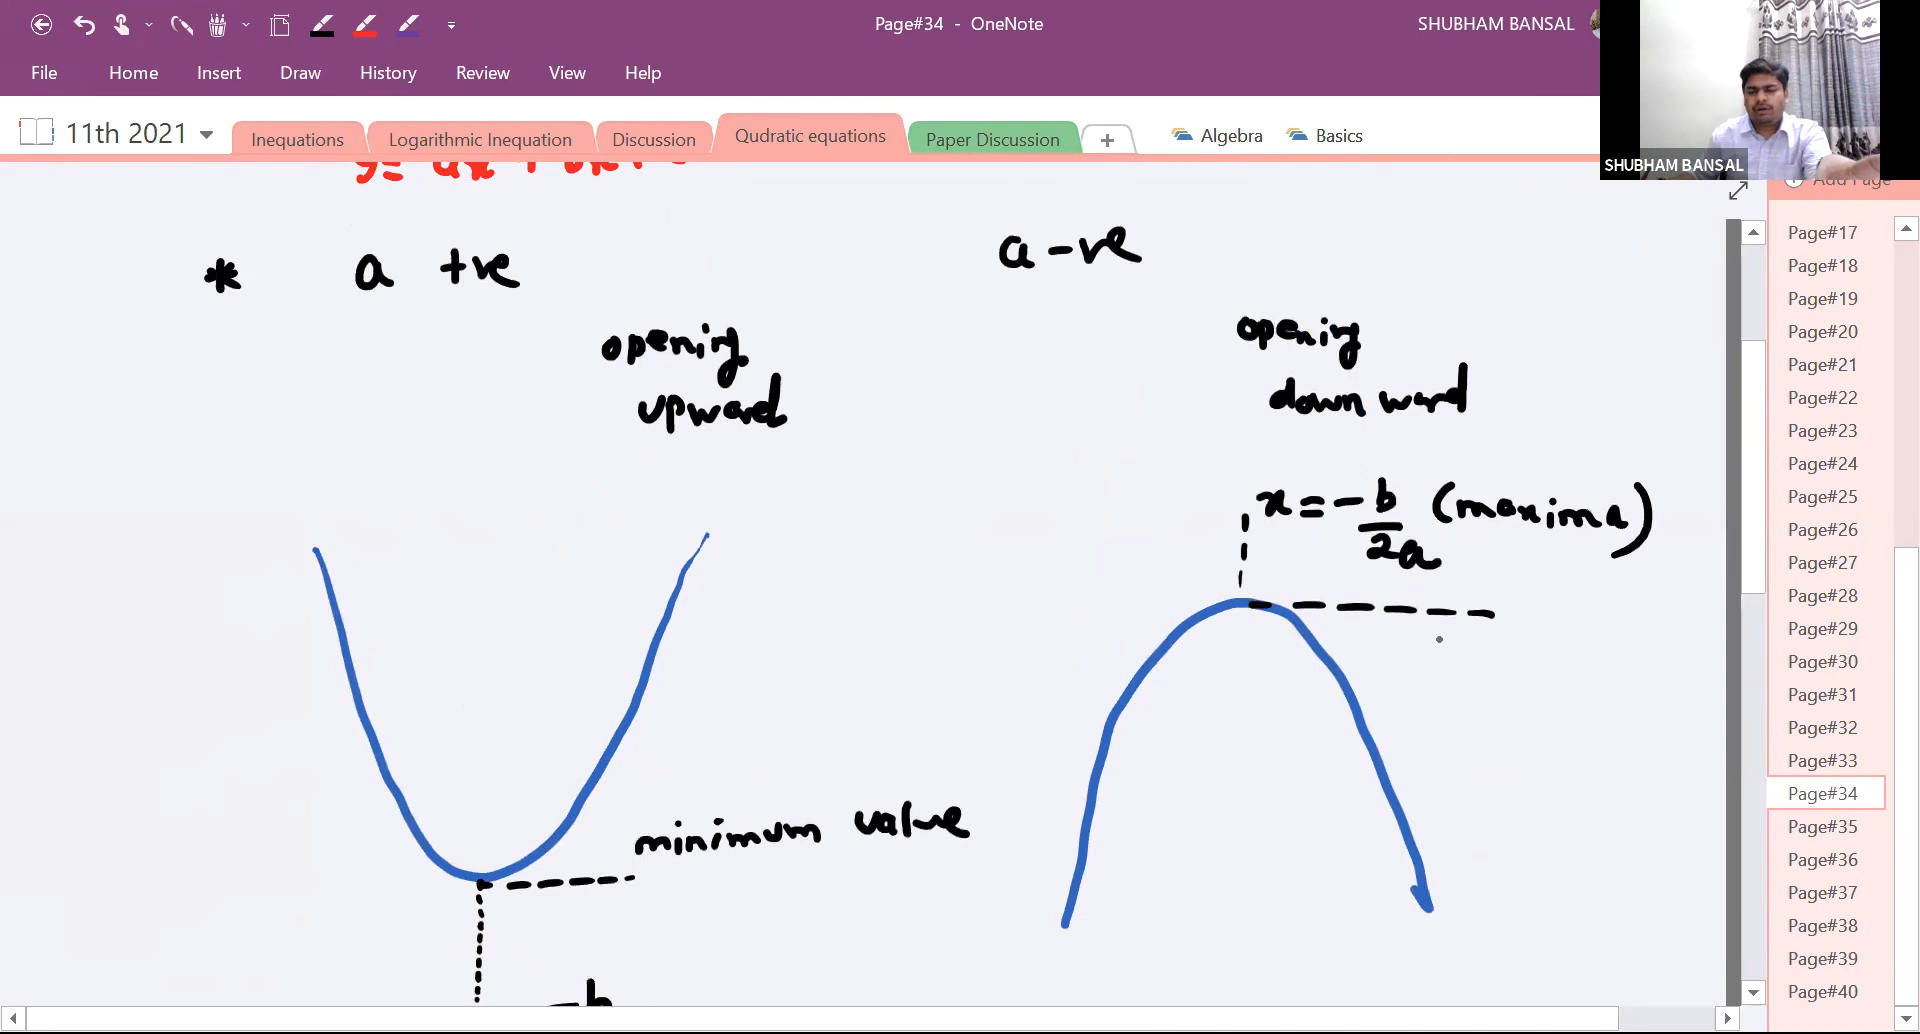 Page#34 - OneNote
SHUBHAM BANSAL
File Home Insert Draw History Review View Help
11th 2021
Inequations
Logarithmic Inequation
Discussion
Qudratic equations
Paper Discussion
+
Algebra
Basics
SHUBHAM BANSAL
Add Page
* a +ve
a -ve
opening
upward
opening
down ward
x = -b/2a (maxima)
minimum value
-b
Page#17
Page#18
Page#19
Page#20
Page#21
Page#22
Page#23
Page#24
Page#25
Page#26
Page#27
Page#28
Page#29
Page#30
Page#31
Page#32
Page#33
Page#34
Page#35
Page#36
Page#37
Page#38
Page#39
Page#40